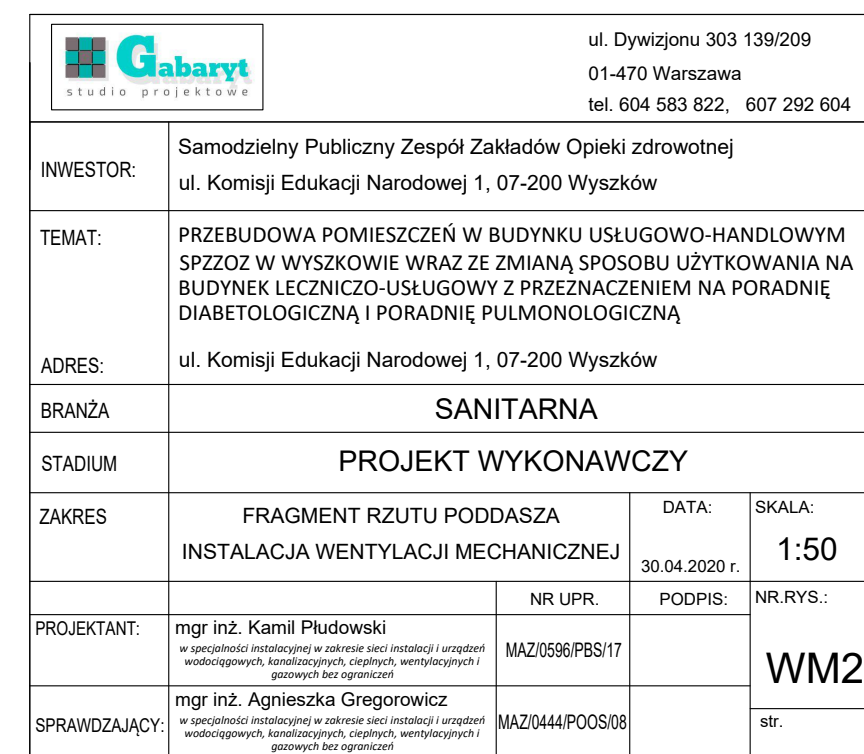 Gabaryt
studio projektowe
ul. Dywizjonu 303 139/209
01-470 Warszawa
tel. 604 583 822, 607 292 604
INWESTOR:
Samodzielny Publiczny Zespół Zakładów Opieki zdrowotnej
ul. Komisji Edukacji Narodowej 1, 07-200 Wyszków
TEMAT:
PRZEBUDOWA POMIESZCZEŃ W BUDYNKU USŁUGOWO-HANDLOWYM
SPZZOZ W WYSZKOWIE WRAZ ZE ZMIANĄ SPOSOBU UŻYTKOWANIA NA
BUDYNEK LECZNICZO-USŁUGOWY Z PRZEZNACZENIEM NA PORADNIĘ
DIABETOLOGICZNĄ I PORADNIĘ PULMONOLOGICZNĄ
ADRES:
ul. Komisji Edukacji Narodowej 1, 07-200 Wyszków
BRANŻA
SANITARNA
STADIUM
PROJEKT WYKONAWCZY
ZAKRES
FRAGMENT RZUTU PODDASZA
INSTALACJA WENTYLACJI MECHANICZNEJ
DATA:
30.04.2020 r.
SKALA:
1:50
NR UPR.
PODPIS:
NR.RYS.:
WM2
PROJEKTANT:
mgr inż. Kamil Płudowski
w specjalności instalacyjnej w zakresie sieci instalacji i urządzeń
wodociągowych, kanalizacyjnych, cieplnych, wentylacyjnych i
gazowych bez ograniczeń
MAZ/0596/PBS/17
SPRAWDZAJĄCY:
mgr inż. Agnieszka Gregorowicz
w specjalności instalacyjnej w zakresie sieci instalacji i urządzeń
wodociągowych, kanalizacyjnych, cieplnych, wentylacyjnych i
gazowych bez ograniczeń
MAZ/0444/POOS/08
str.